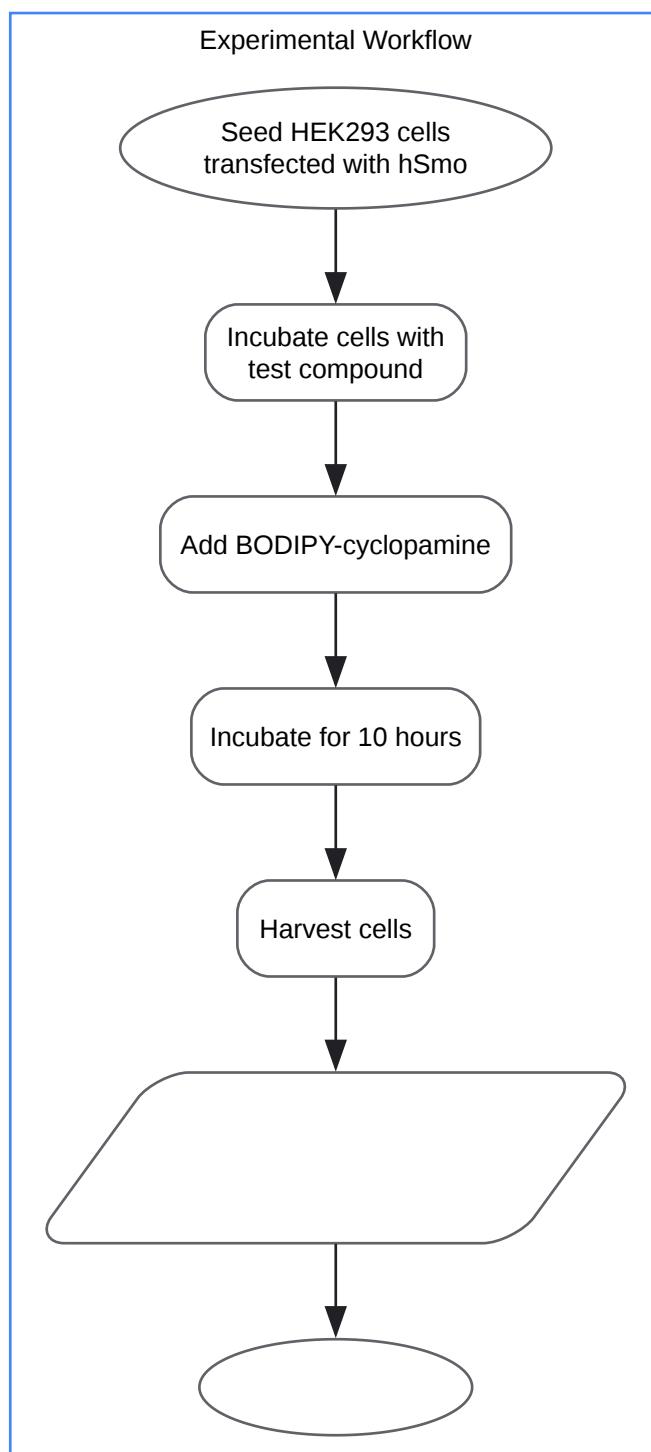 Experimental Workflow
Seed HEK293 cells
transfected with hSmo
Incubate cells with
test compound
Add BODIPY-cyclopamine
Incubate for 10 hours
Harvest cells